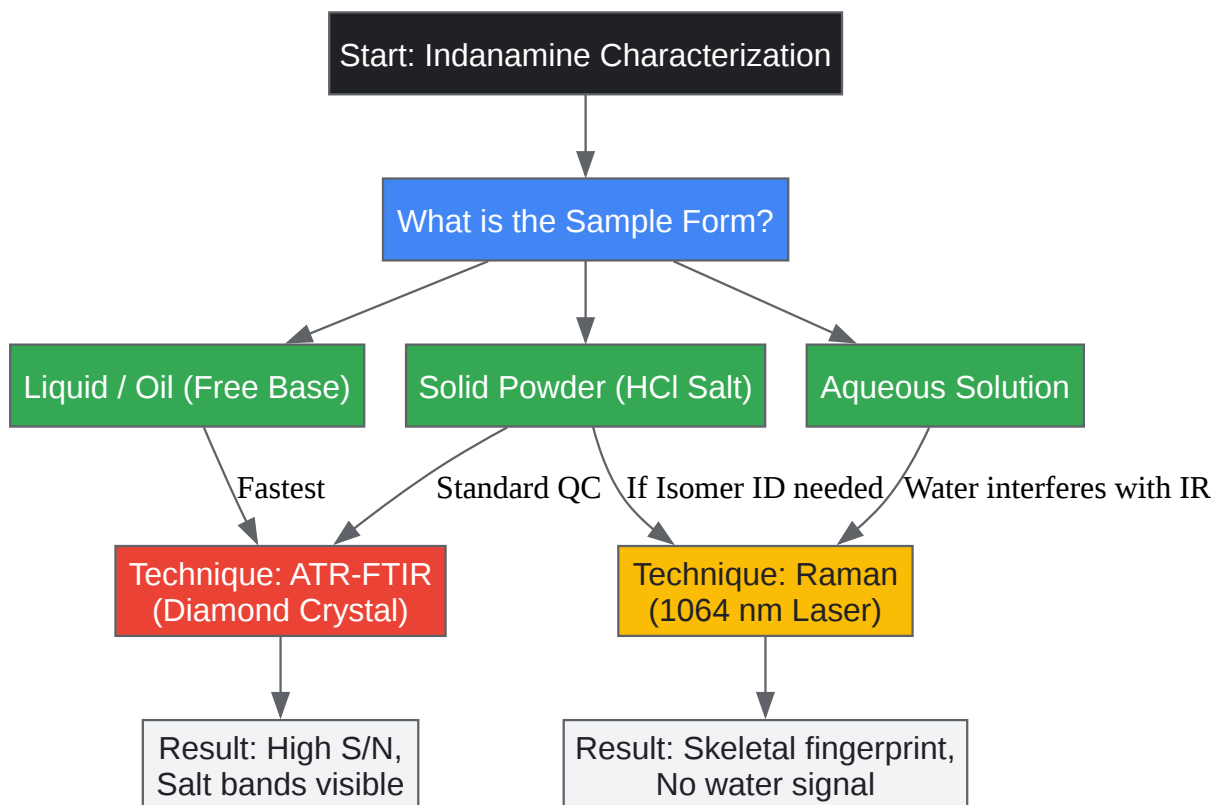 Start: Indanamine Characterization
What is the Sample Form?
Liquid / Oil (Free Base)
Solid Powder (HCl Salt)
Aqueous Solution
Fastest
Standard QC
If Isomer ID needed
Water interferes with IR
Technique: ATR-FTIR
(Diamond Crystal)
Technique: Raman
(1064 nm Laser)
Result: High S/N,
Salt bands visible
Result: Skeletal fingerprint,
No water signal